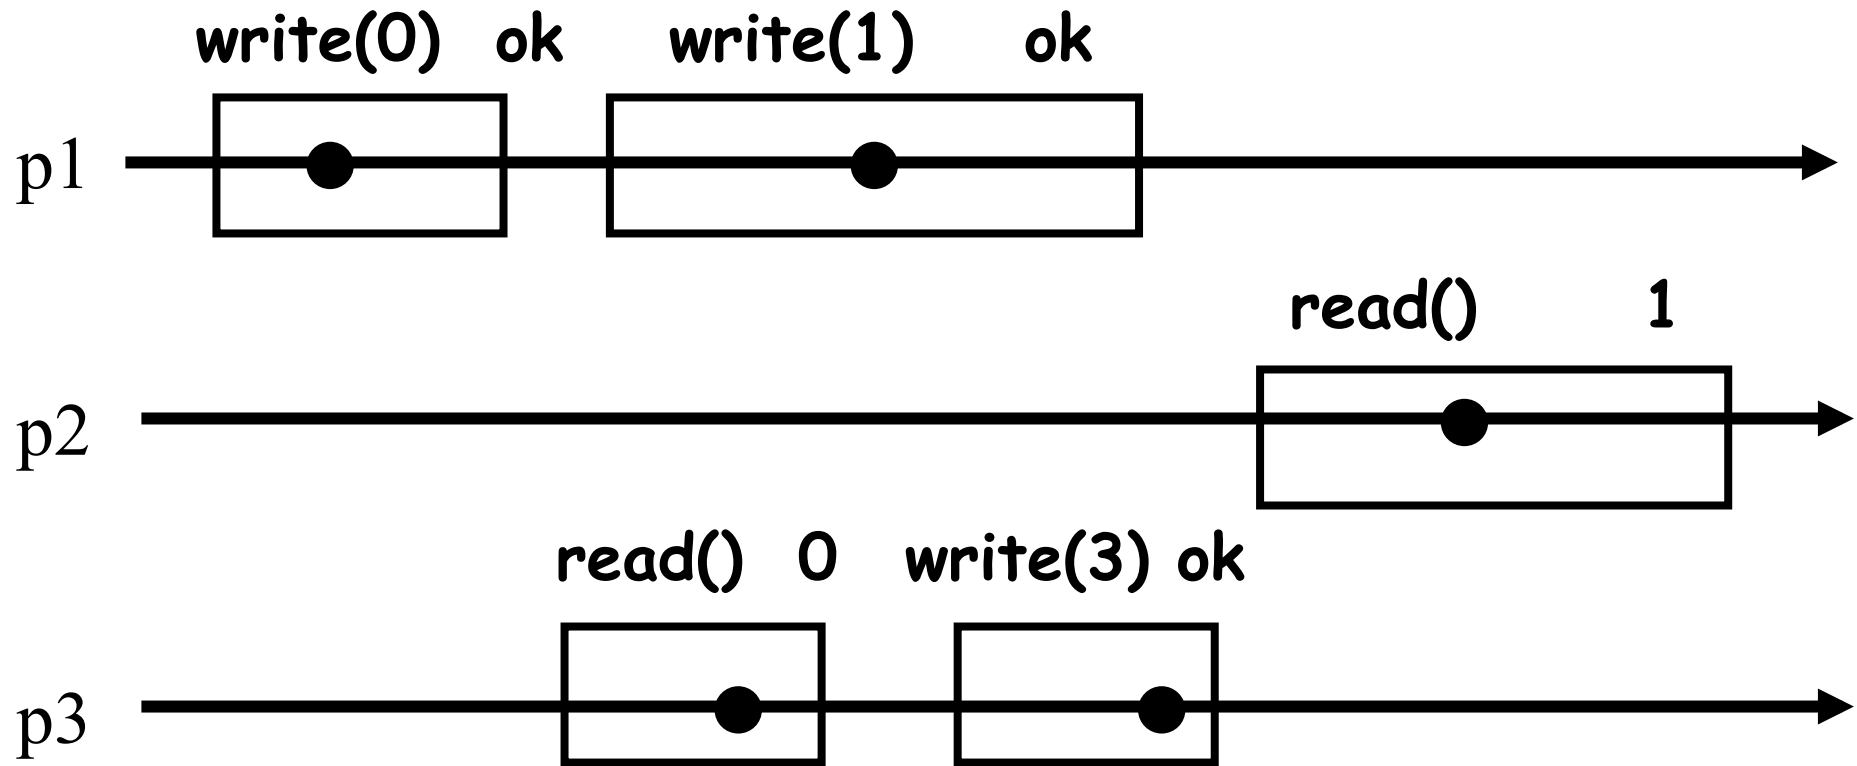 write(0) ok write(1) ok
p1
read() 1
p2
read() 0 write(3) ok
p3